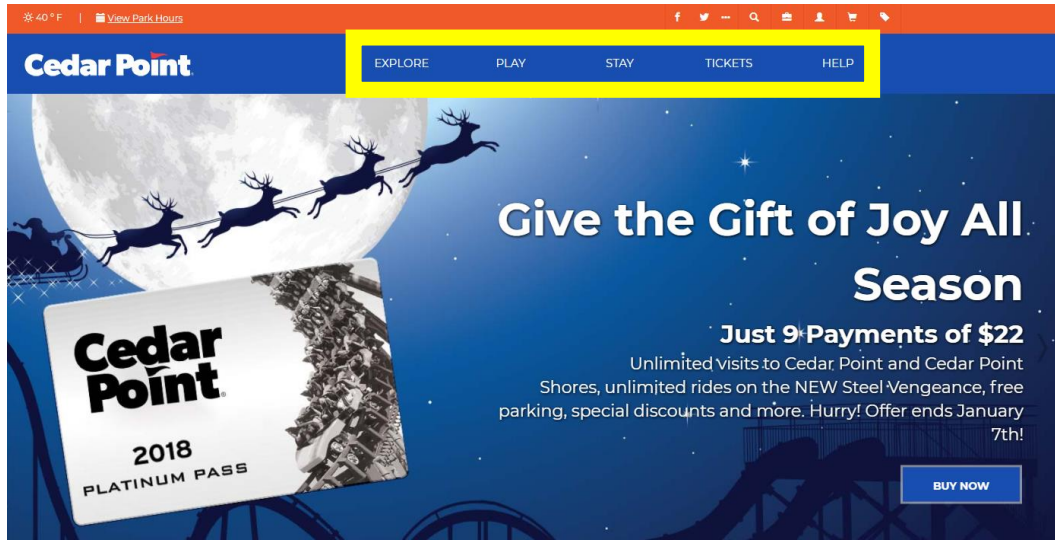 40 ° F | View Park Hours
Cedar Point
EXPLORE PLAY STAY TICKETS HELP
Give the Gift of Joy All
Season
Just 9 Payments of $22
Unlimited visits to Cedar Point and Cedar Point
Shores, unlimited rides on the NEW Steel Vengeance, free
parking, special discounts and more. Hurry! Offer ends January
7th!
BUY NOW
Cedar
Point
2018
PLATINUM PASS